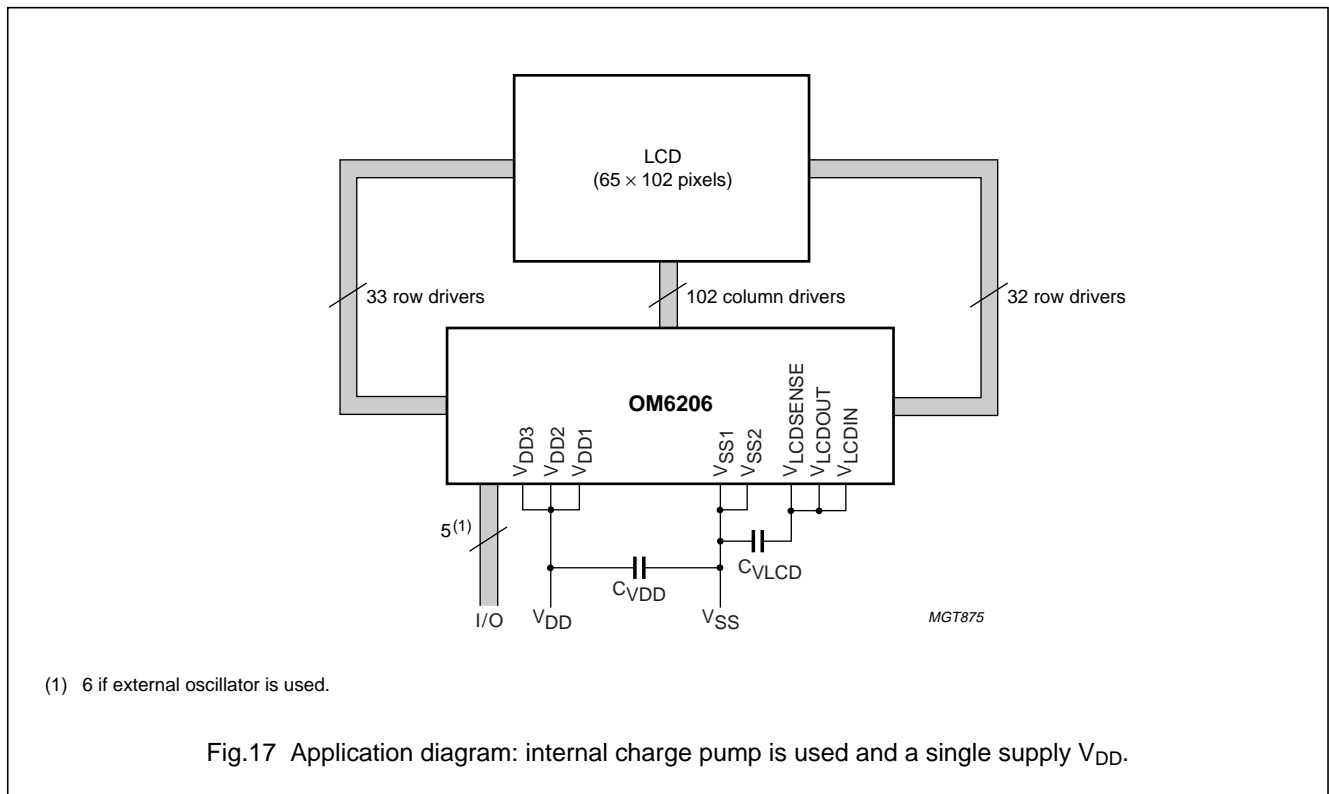 LCD
(65 × 102 pixels)
33 row drivers
102 column drivers
32 row drivers
OM6206
VDD3
VDD2
VDD1
VSS1
VSS2
VLCDSENSE
VLCDOUT
VLCDIN
5(1)
CVDD
CVLCD
I/O
VDD
VSS
MGT875
(1) 6 if external oscillator is used.
Fig.17 Application diagram: internal charge pump is used and a single supply VDD.